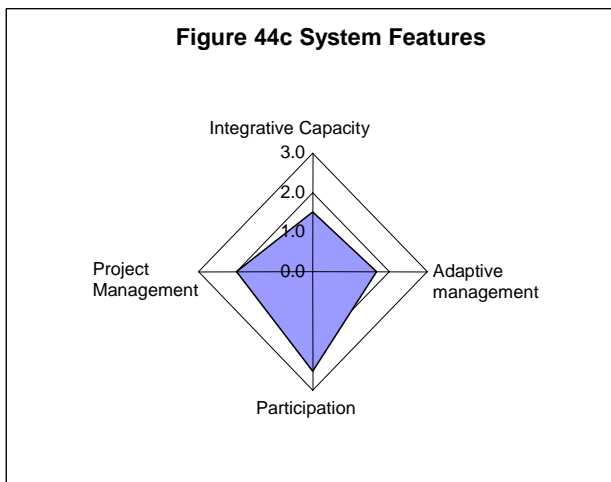 Figure 44c System Features
Integrative Capacity
3.0
2.0
1.0
0.0
Project
Management
Adaptive
management
Participation